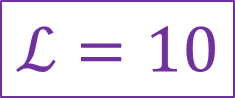 ℒ = 10